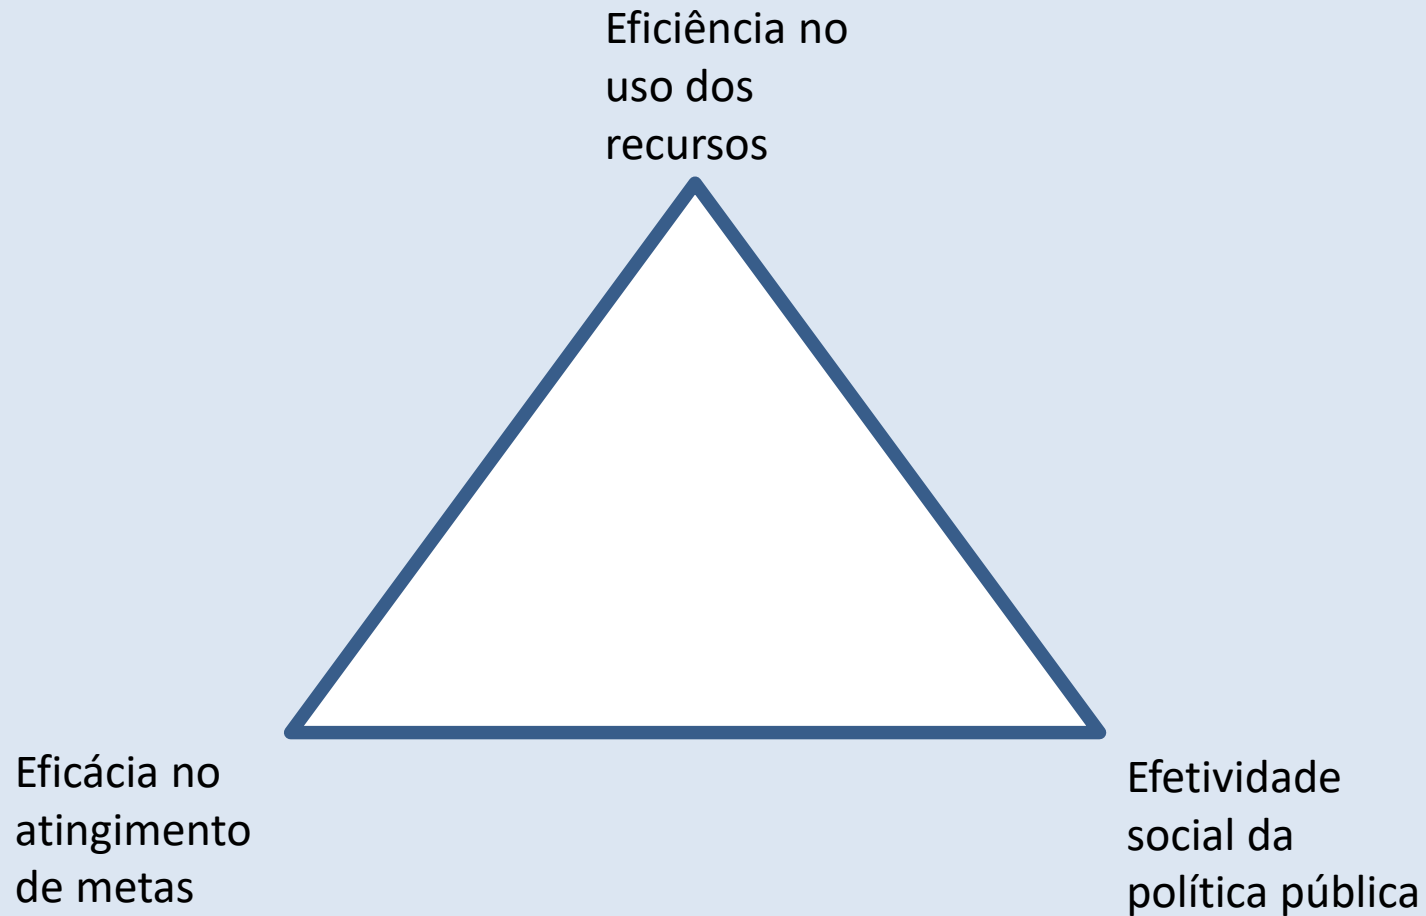 Eficiência no
uso dos
recursos
Eficácia no
atingimento
de metas
Efetividade
social da
política pública